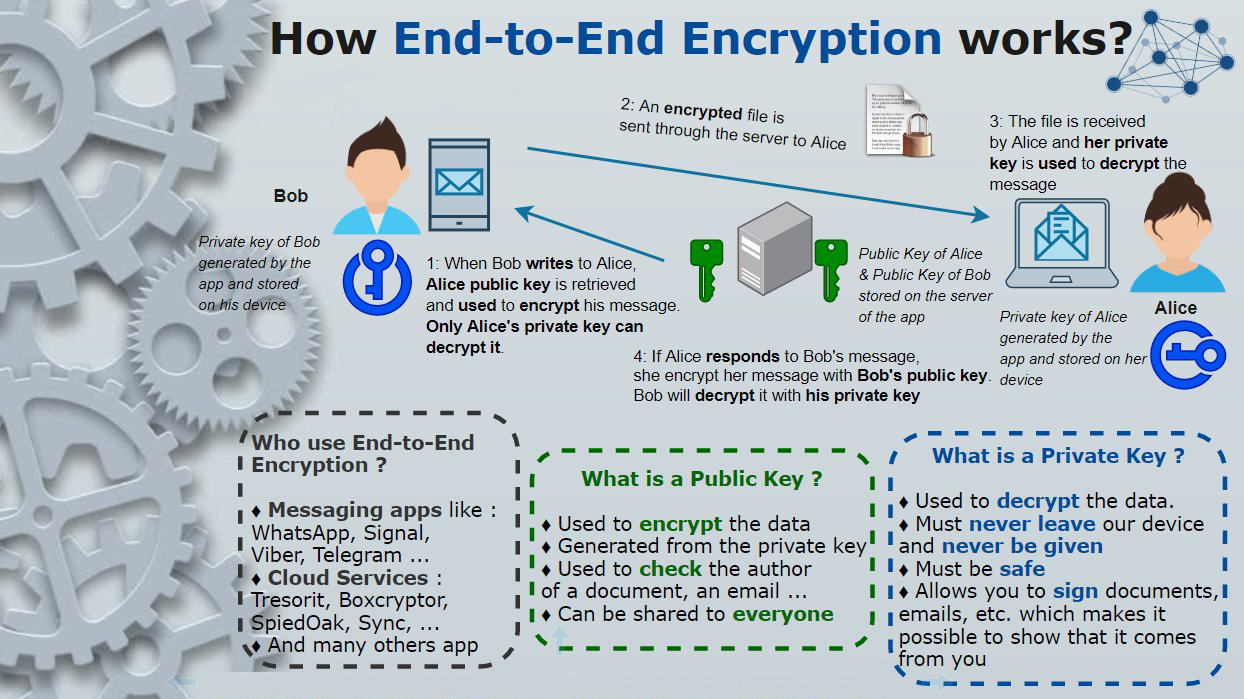 How End-to-End Encryption works?
2: An encrypted file is
sent through the server to Alice
3: The file is received
by Alice and her private
key is used to decrypt the
message
Bob
Private key of Bob
generated by the
app and stored
on his device
1: When Bob writes to Alice,
Alice public key is retrieved
and used to encrypt his message.
Only Alice's private key can
decrypt it.
Public Key of Alice
& Public Key of Bob
stored on the server
of the app
Alice
Private key of Alice
generated by the
app and stored on her
device
4: If Alice responds to Bob's message,
she encrypt her message with Bob's public key.
Bob will decrypt it with his private key
Who use End-to-End
Encryption ?
♦ Messaging apps like :
WhatsApp, Signal,
Viber, Telegram ...
♦ Cloud Services :
Tresorit, Boxcryptor,
SpiedOak, Sync, ...
♦ And many others app
What is a Public Key ?
♦ Used to encrypt the data
♦ Generated from the private key
♦ Used to check the author
of a document, an email ...
♦ Can be shared to everyone
What is a Private Key ?
♦ Used to decrypt the data.
♦ Must never leave our device
and never be given
♦ Must be safe
♦ Allows you to sign documents,
emails, etc. which makes it
possible to show that it comes
from you